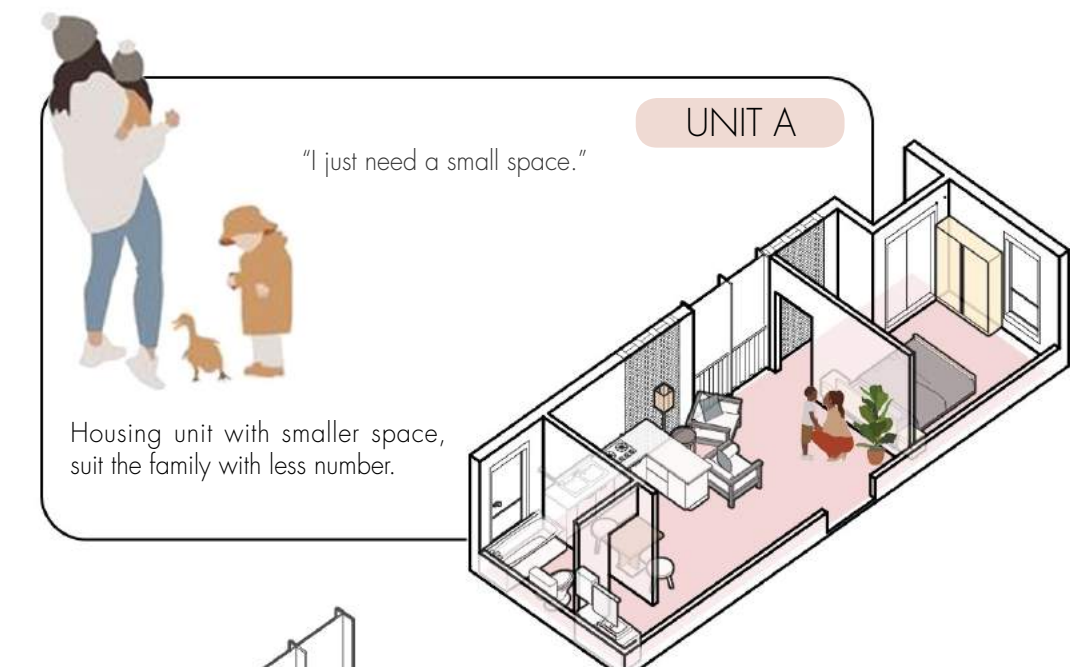 UNIT A
“I just need a small space.”
Housing unit with smaller space,
suit the family with less number.